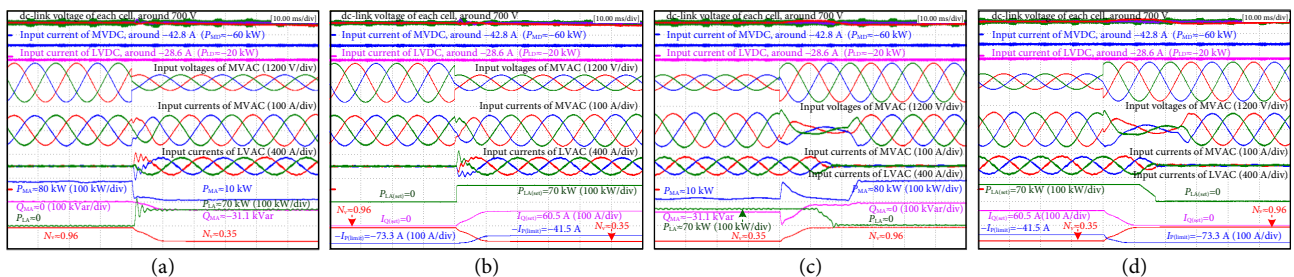 dc-link voltage of each cell, around 700 V
[10.00 ms/div]
Input current of MVDC, around −42.8 A (PMD≈−60 kW)
Input current of LVDC, around −28.6 A (PLD≈−20 kW)
Input voltages of MVAC (1200 V/div)
Input currents of MVAC (100 A/div)
Input currents of LVAC (400 A/div)
PMA≈80 kW (100 kW/div)
PMA≈10 kW
QMA≈0 (100 kVar/div)
PLA≈70 kW (100 kW/div)
PLA≈0
QMA≈−31.1 kVar
Nv≈0.96
Nv≈0.35
(a)
dc-link voltage of each cell, around 700 V
[10.00 ms/div]
Input current of MVDC, around −42.8 A (PMD≈−60 kW)
Input current of LVDC, around −28.6 A (PLD≈−20 kW)
Input voltages of MVAC (1200 V/div)
Input currents of MVAC (100 A/div)
Input currents of LVAC (400 A/div)
PLA(set)=0
PLA(set)=70 kW (100 kW/div)
Nv≈0.96
IQ(set)=0
IQ(set)=60.5 A (100 A/div)
Nv≈0.35
−IP(limit)=−73.3 A (100 A/div)
−IP(limit)=−41.5 A
(b)
dc-link voltage of each cell, around 700 V
[10.00 ms/div]
Input current of MVDC, around −42.8 A (PMD≈−60 kW)
Input current of LVDC, around −28.6 A (PLD≈−20 kW)
Input voltages of MVAC (1200 V/div)
Input currents of MVAC (100 A/div)
Input currents of LVAC (400 A/div)
PMA≈10 kW
PMA≈80 kW (100 kW/div)
QMA≈0 (100 kVar/div)
QMA≈−31.1 kVar
PLA≈70 kW (100 kW/div)
PLA≈0
Nv≈0.35
Nv≈0.96
(c)
dc-link voltage of each cell, around 700 V
[10.00 ms/div]
Input current of MVDC, around −42.8 A (PMD≈−60 kW)
Input current of LVDC, around −28.6 A (PLD≈−20 kW)
Input voltages of MVAC (1200 V/div)
Input currents of MVAC (100 A/div)
Input currents of LVAC (400 A/div)
PLA(set)=70 kW (100 kW/div)
PLA(set)=0
IQ(set)=60.5 A (100 A/div)
IQ(set)=0
Nv≈0.96
−IP(limit)=−41.5 A
Nv≈0.35
−IP(limit)=−73.3 A (100 A/div)
(d)